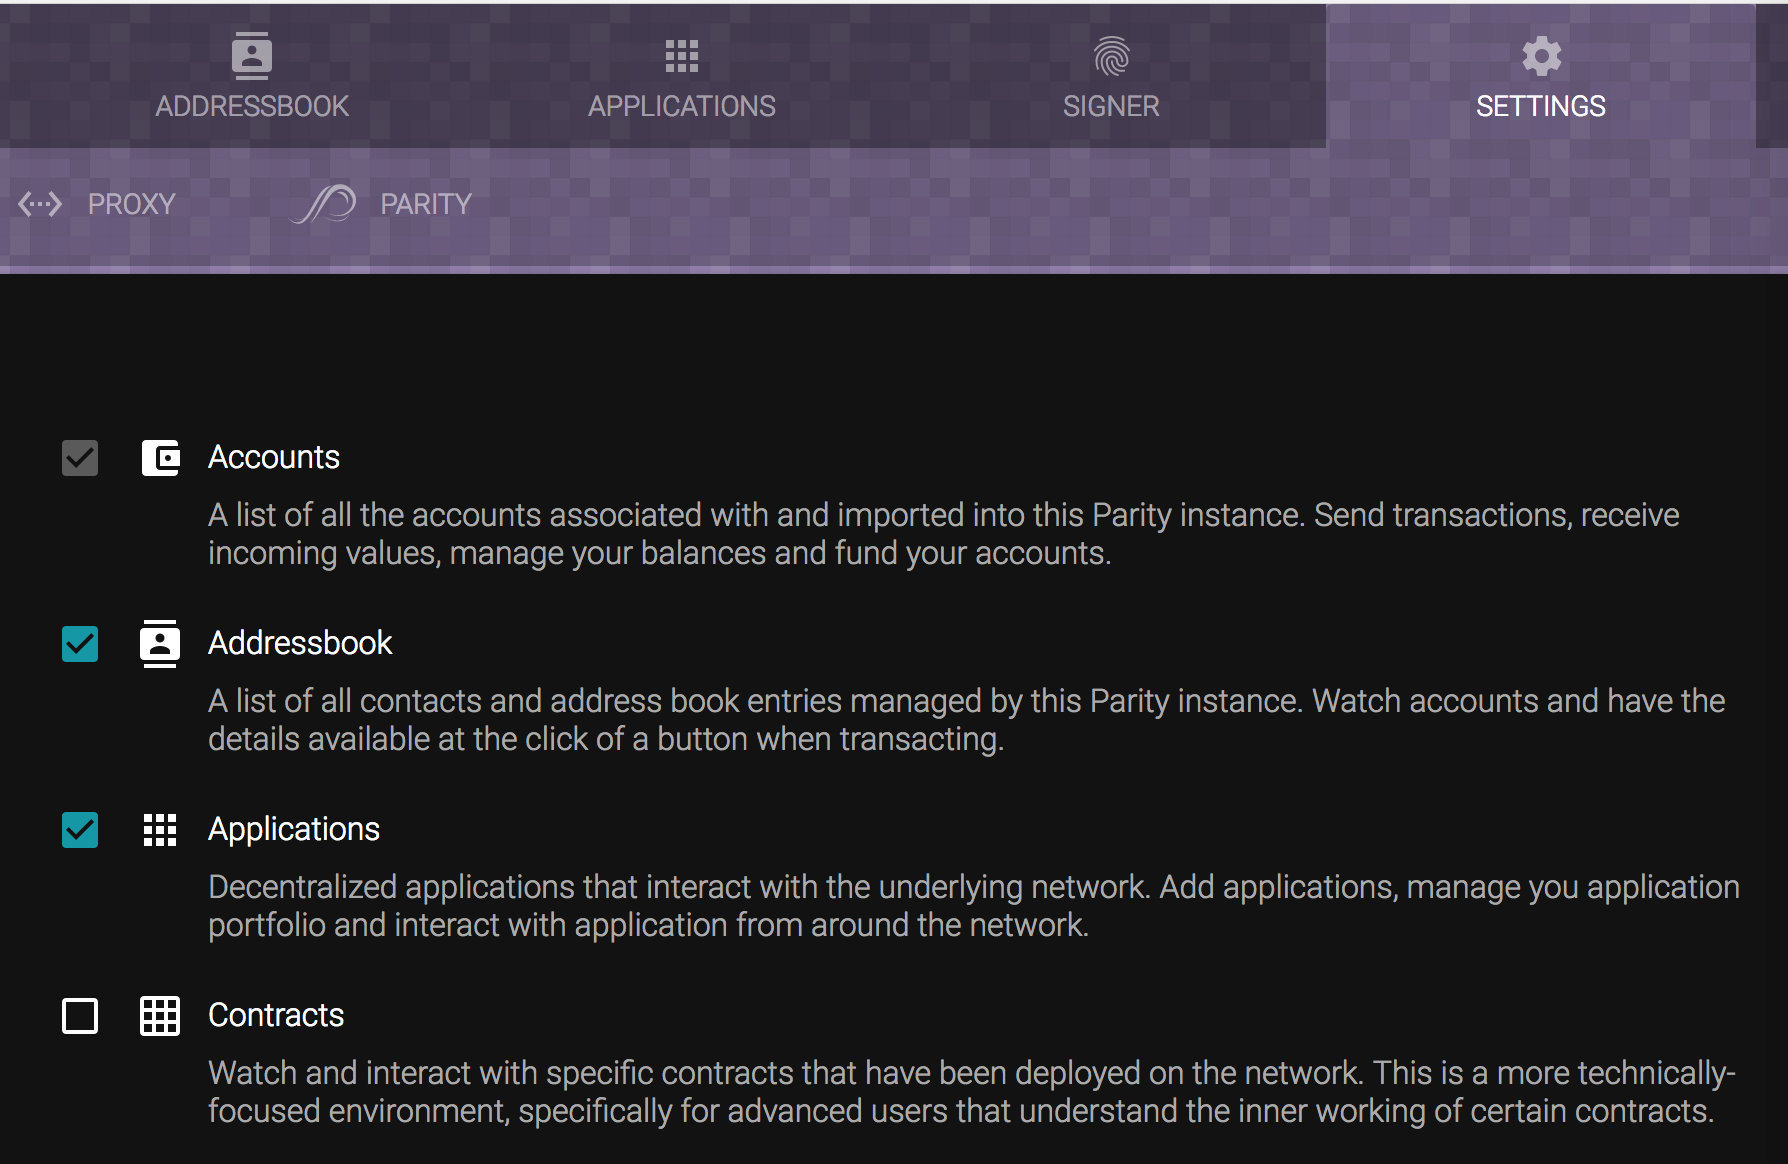 ADDRESSBOOK
APPLICATIONS
SIGNER
SETTINGS
PROXY
PARITY
Accounts
A list of all the accounts associated with and imported into this Parity instance. Send transactions, receive
incoming values, manage your balances and fund your accounts.
Addressbook
A list of all contacts and address book entries managed by this Parity instance. Watch accounts and have the
details available at the click of a button when transacting.
Applications
Decentralized applications that interact with the underlying network. Add applications, manage you application
portfolio and interact with application from around the network.
Contracts
Watch and interact with specific contracts that have been deployed on the network. This is a more technically-
focused environment, specifically for advanced users that understand the inner working of certain contracts.